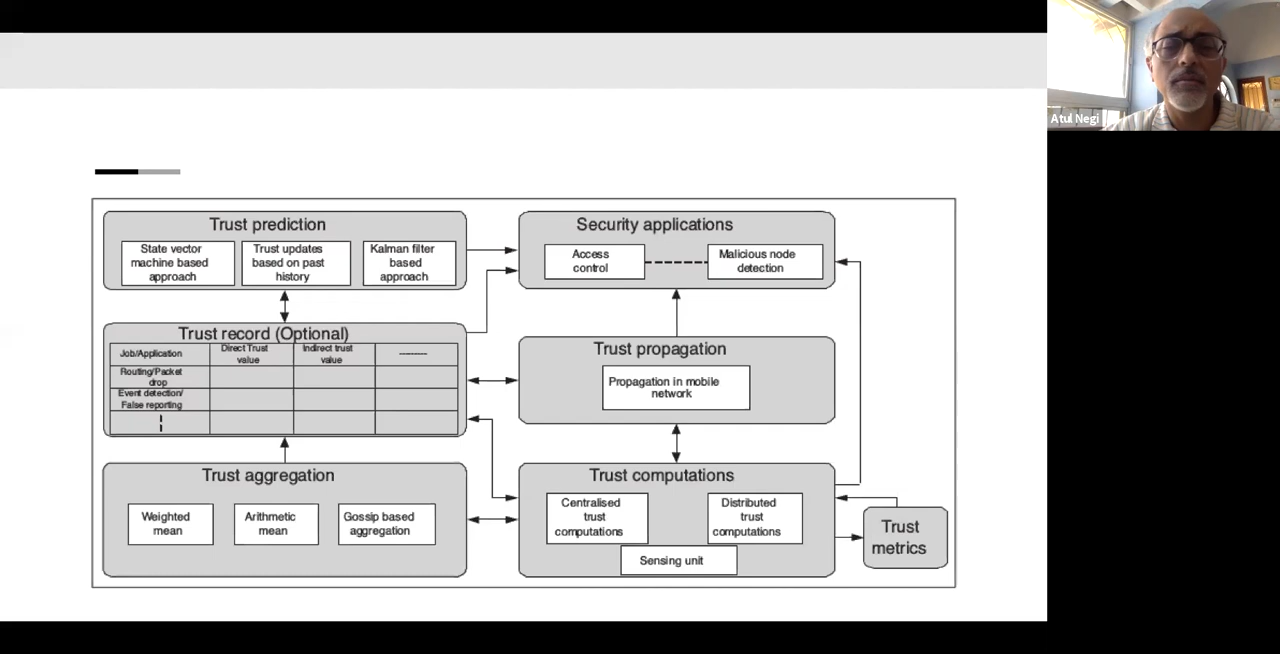 Atul Negi
Trust prediction
State vector
machine based
approach
Trust updates
based on past
history
Kalman filter
based
approach
Security applications
Access
control
Malicious node
detection
Trust record (Optional)
Job/Application
Direct Trust
value
Indirect trust
value
Routing/Packet
drop
Event detection/
False reporting
Trust propagation
Propagation in mobile
network
Trust aggregation
Weighted
mean
Arithmetic
mean
Gossip based
aggregation
Trust computations
Centralised
trust
computations
Distributed
trust
computations
Sensing unit
Trust
metrics